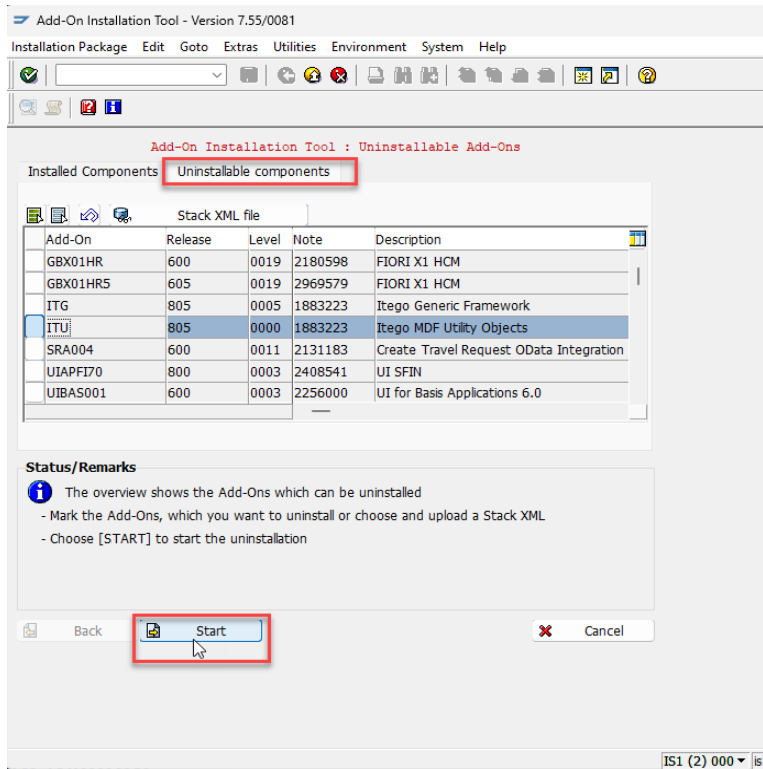 Add-On Installation Tool - Version 7.55/0081
Installation Package Edit Goto Extras Utilities Environment System Help
Add-On Installation Tool : Uninstallable Add-Ons
Installed Components Uninstallable components
Stack XML file
Add-On Release Level Note Description
GBX01HR 600 0019 2180598 FIORI X1 HCM
GBX01HR5 605 0019 2969579 FIORI X1 HCM
ITG 805 0005 1883223 Itego Generic Framework
ITU 805 0000 1883223 Itego MDF Utility Objects
SRA004 600 0011 2131183 Create Travel Request OData Integration
UIAPFI70 800 0003 2408541 UI SFIN
UIBAS001 600 0003 2256000 UI for Basis Applications 6.0
Status/Remarks
The overview shows the Add-Ons which can be uninstalled
- Mark the Add-Ons, which you want to uninstall or choose and upload a Stack XML
- Choose [START] to start the uninstallation
Back Start Cancel
IS1 (2) 000 is